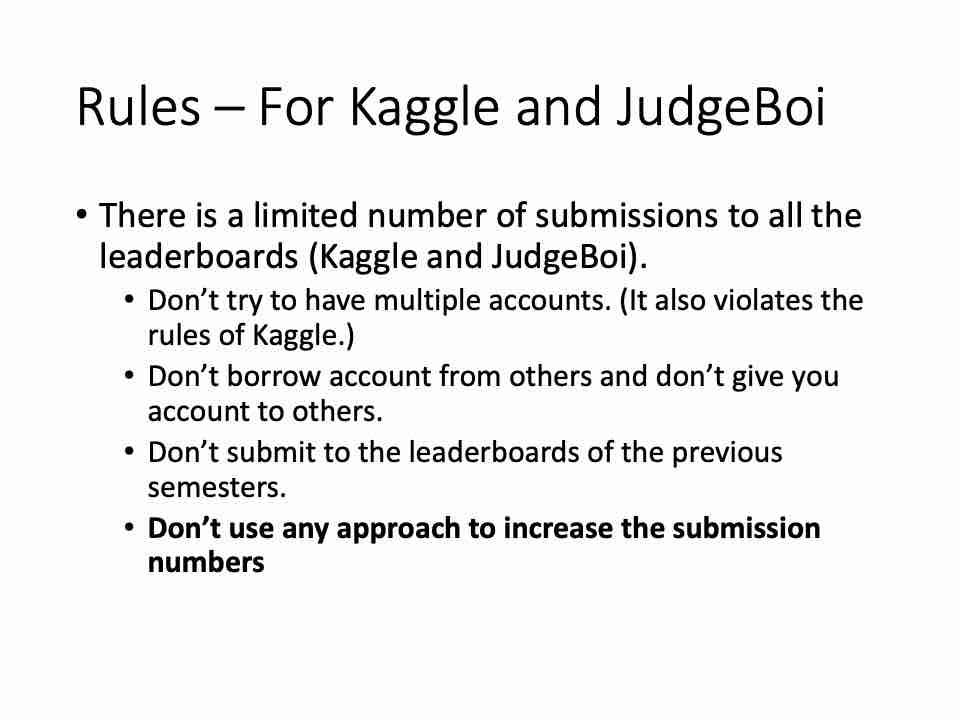 Rules – For Kaggle and JudgeBoi
• There is a limited number of submissions to all the
leaderboards (Kaggle and JudgeBoi).
• Don’t try to have multiple accounts. (It also violates the
rules of Kaggle.)
• Don’t borrow account from others and don’t give you
account to others.
• Don’t submit to the leaderboards of the previous
semesters.
• Don’t use any approach to increase the submission
numbers